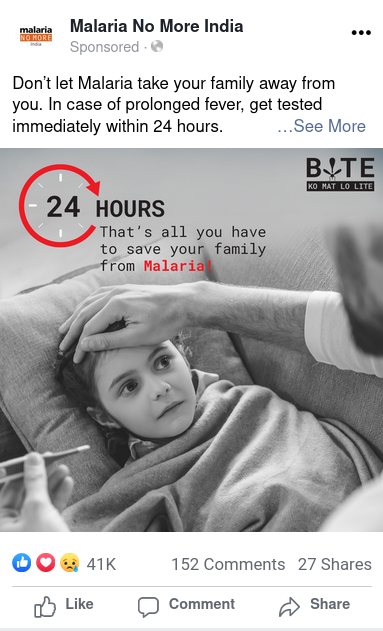 malaria
NO MORE
India
Malaria No More India
Sponsored ·
Don't let Malaria take your family away from
you. In case of prolonged fever, get tested
immediately within 24 hours. …See More
BITE
KO MAT LO LITE
24 HOURS
That's all you have
to save your family
from Malaria!
41K 152 Comments 27 Shares
Like Comment Share